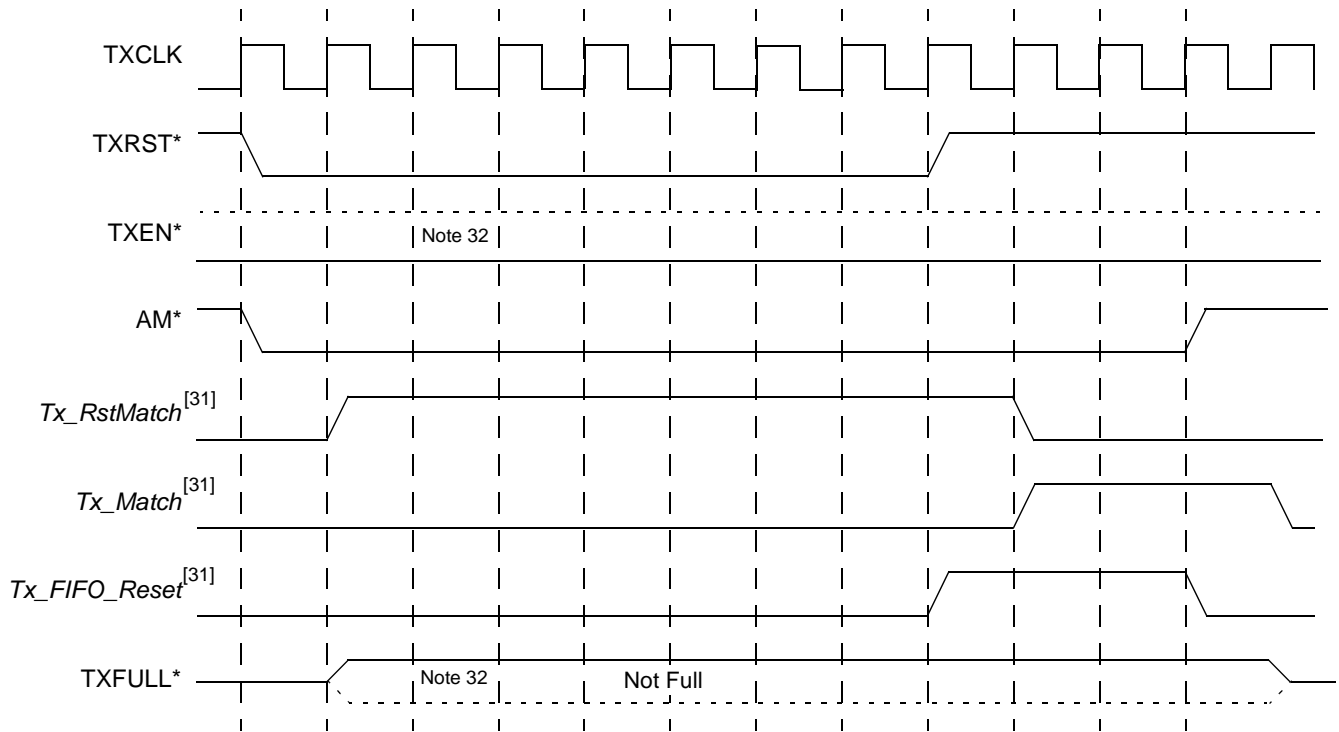 TXCLK
TXRST*
TXEN*
Note 32
AM*
Tx_RstMatch[31]
Tx_Match[31]
Tx_FIFO_Reset[31]
TXFULL*
Note 32
Not Full